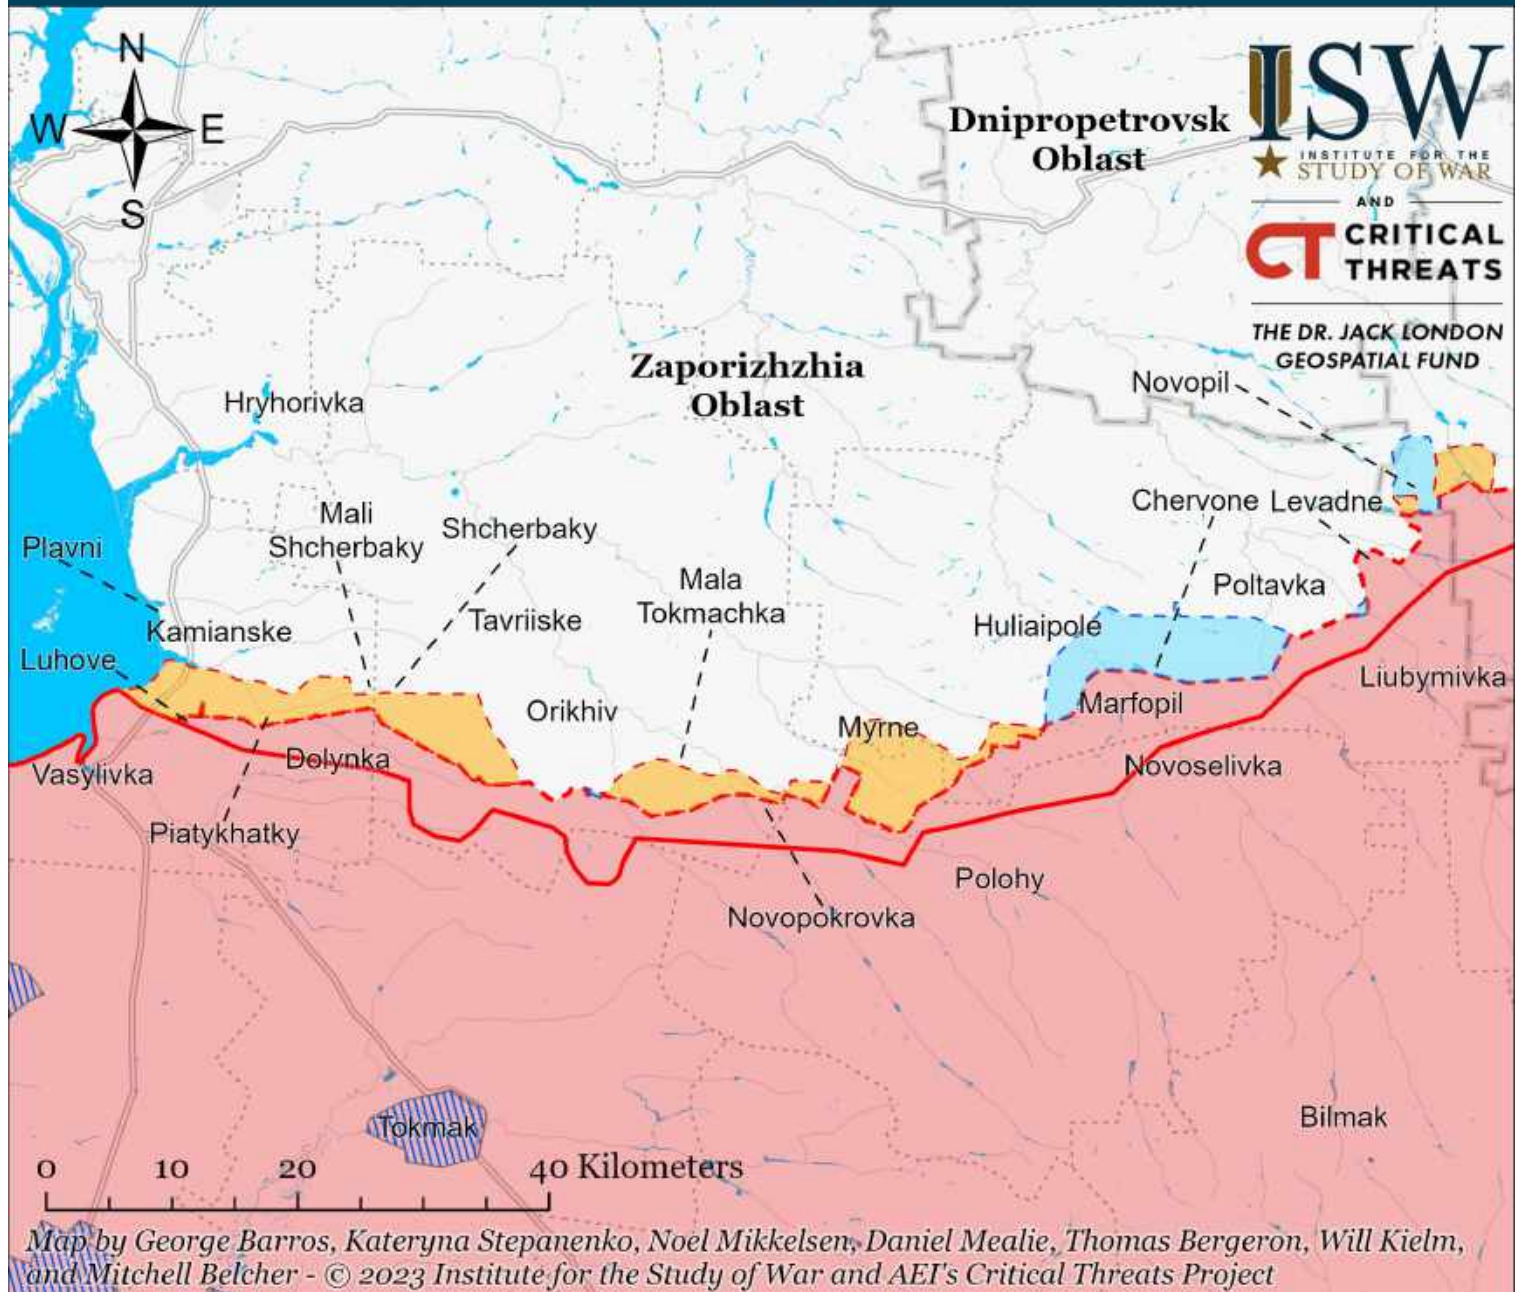 N
W E
S
Dnipropetrovsk
Oblast
ISW
INSTITUTE FOR THE
STUDY OF WAR
AND
CT CRITICAL
THREATS
THE DR. JACK LONDON
GEOSPATIAL FUND
Zaporizhzhia
Oblast
Novopil
Hryhorivka
Mali
Shcherbaky
Shcherbaky
Chervone
Levadne
Plavni
Mala
Tokmachka
Poltavka
Kamianske
Tavriiske
Huliaipole
Luhove
Liubymivka
Orikhiv
Marfopil
Myrne
Vasylivka
Dolynka
Novoselivka
Piatykhatky
Polohy
Novopokrovka
Tokmak
Bilmak
0 10 20 40 Kilometers
Map by George Barros, Kateryna Stepanenko, Noel Mikkelsen, Daniel Mealie, Thomas Bergeron, Will Kielm,
and Mitchell Belcher - © 2023 Institute for the Study of War and AEI's Critical Threats Project